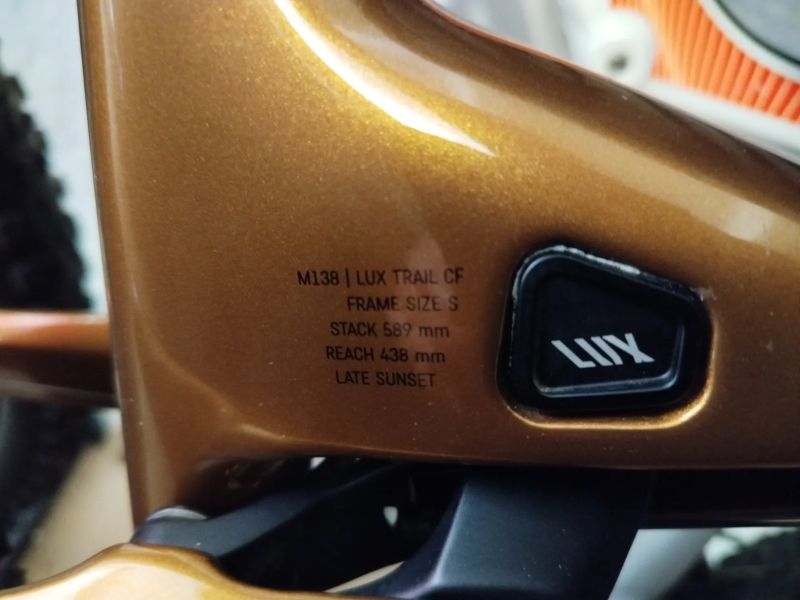 M138 | LUX TRAIL CF
FRAME SIZE S
STACK 589 mm
REACH 438 mm
LATE SUNSET
LUX